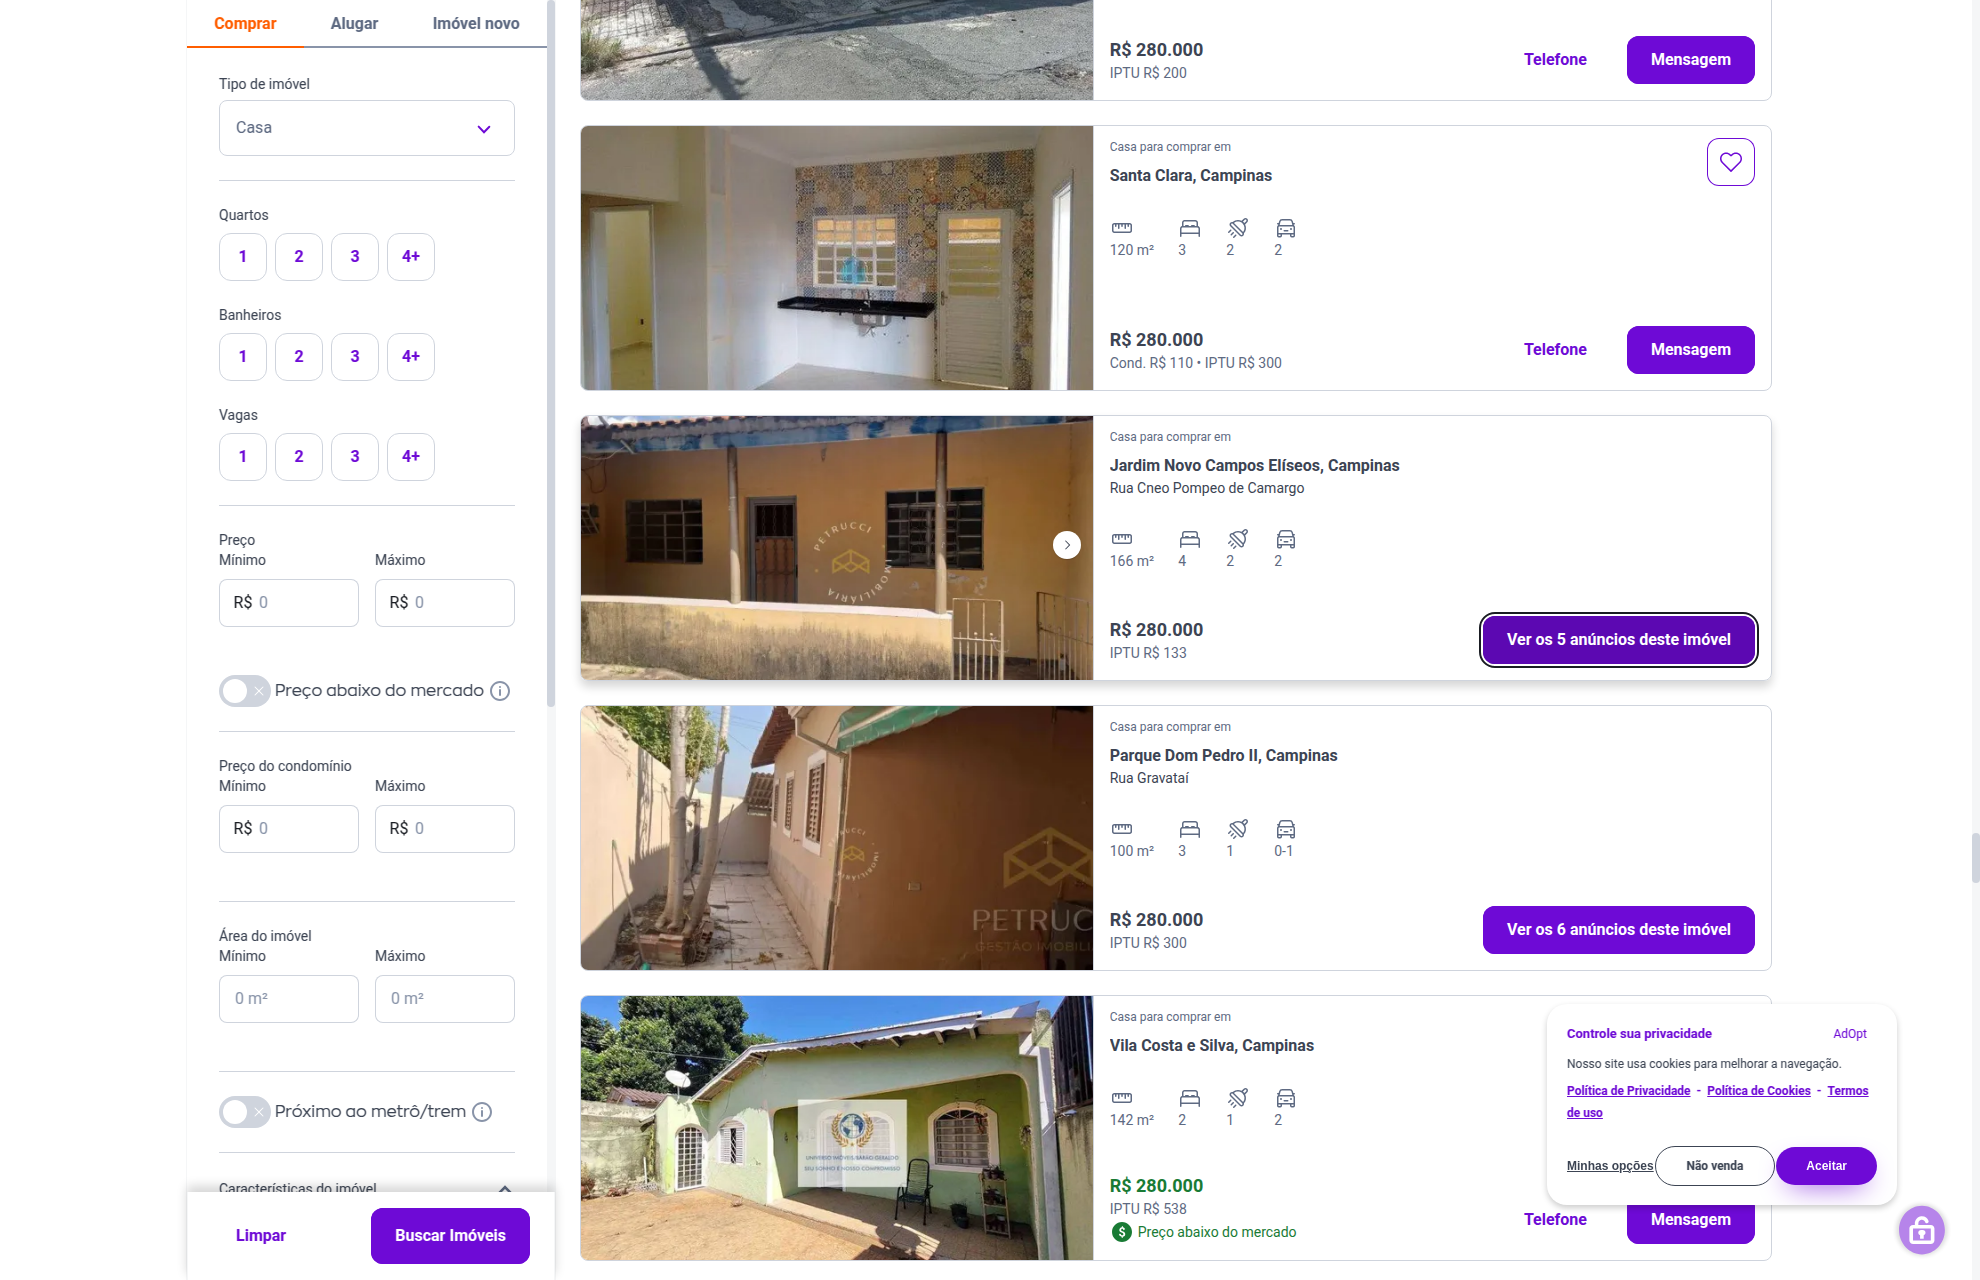 Comprar
Alugar
Imóvel novo
Tipo de imóvel
Casa
Quartos
1
2
3
4+
Banheiros
1
2
3
4+
Vagas
1
2
3
4+
Preço
Mínimo
Máximo
R$ 0
R$ 0
Preço abaixo do mercado
Preço do condomínio
Mínimo
Máximo
R$ 0
R$ 0
Área do imóvel
Mínimo
Máximo
0 m²
0 m²
Próximo ao metrô/trem
Características do imóvel
Limpar
Buscar Imóveis
R$ 280.000
IPTU R$ 200
Telefone
Mensagem
Casa para comprar em
Santa Clara, Campinas
120 m²
3
2
2
R$ 280.000
Cond. R$ 110 • IPTU R$ 300
Telefone
Mensagem
PETRUCCI
IMOBILIÁRIA
Casa para comprar em
Jardim Novo Campos Elíseos, Campinas
Rua Cneo Pompeo de Camargo
166 m²
4
2
2
R$ 280.000
IPTU R$ 133
Ver os 5 anúncios deste imóvel
PETRUC
GESTÃO IMOBILI
Casa para comprar em
Parque Dom Pedro II, Campinas
Rua Gravataí
100 m²
3
1
0-1
R$ 280.000
IPTU R$ 300
Ver os 6 anúncios deste imóvel
Casa para comprar em
Vila Costa e Silva, Campinas
142 m²
2
1
2
R$ 280.000
IPTU R$ 538
Preço abaixo do mercado
Telefone
Mensagem
Controle sua privacidade
AdOpt
Nosso site usa cookies para melhorar a navegação.
Política de Privacidade - Política de Cookies - Termos
de uso
Minhas opções
Não venda
Aceitar